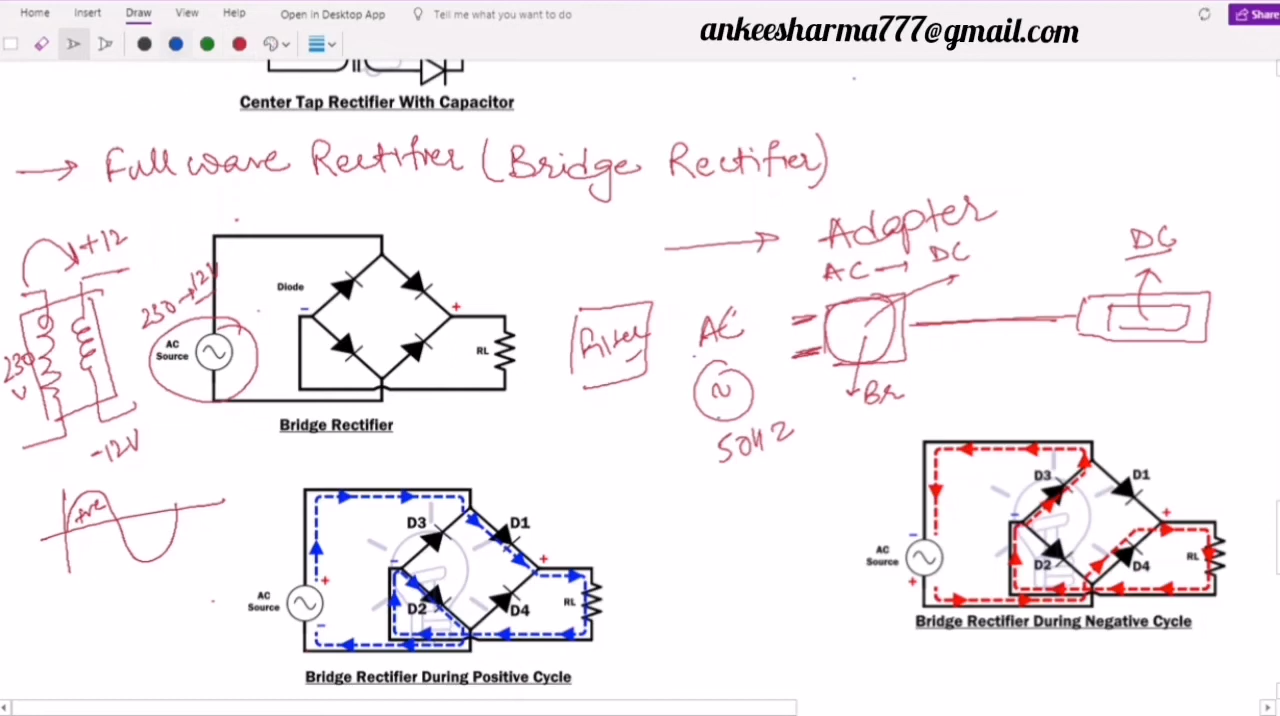 Home Insert Draw View Help Open in Desktop App Tell me what you want to do Share
ankeesharma777@gmail.com
Center Tap Rectifier With Capacitor
→ Full wave Rectifier (Bridge Rectifier)
+12
230 → 12V
230
V
-12V
+ve
Diode
-
+
AC
Source
RL
Bridge Rectifier
→ Adapter
AC → DC
DC
Filter
AC
~
50HZ
Br
D3
D1
-
+
D2
D4
AC
Source
+
-
RL
Bridge Rectifier During Positive Cycle
D3
D1
-
+
D2
D4
AC
Source
-
+
RL
Bridge Rectifier During Negative Cycle